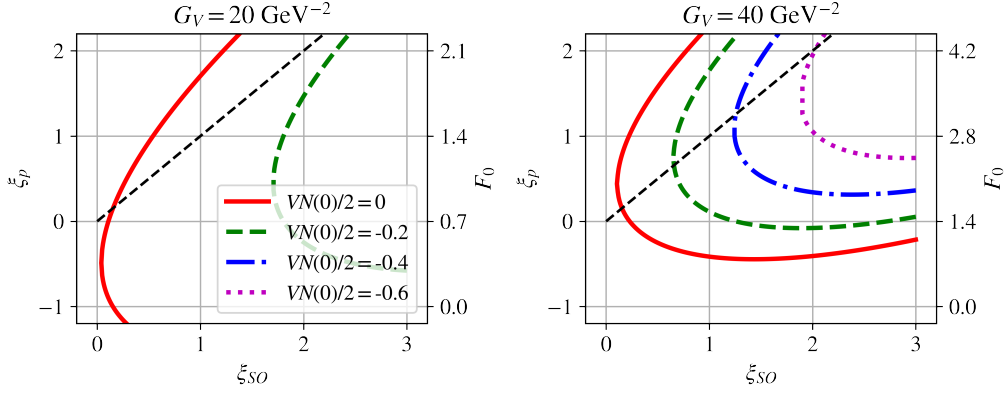 G_V = 20 GeV⁻²
2
1
0
−1
ξ_p
2.1
1.4
0.7
0.0
F_0
VN(0)/2 = 0
VN(0)/2 = -0.2
VN(0)/2 = -0.4
VN(0)/2 = -0.6
0 1 2 3
ξ_SO
G_V = 40 GeV⁻²
2
1
0
−1
ξ_p
4.2
2.8
1.4
0.0
F_0
0 1 2 3
ξ_SO